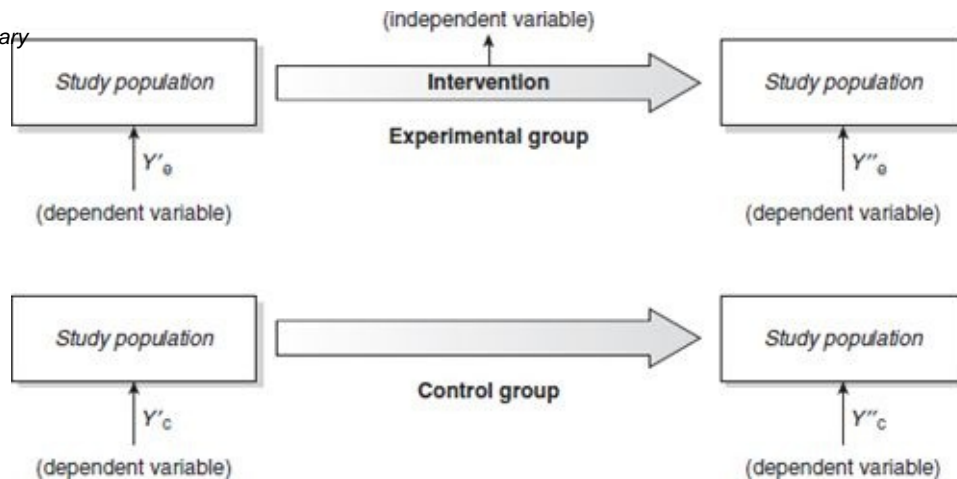 (independent variable)
ary
Study population
Intervention
Study population
Experimental group
Y′e
Y″e
(dependent variable)
(dependent variable)
Study population
Study population
Control group
Y′c
Y″c
(dependent variable)
(dependent variable)